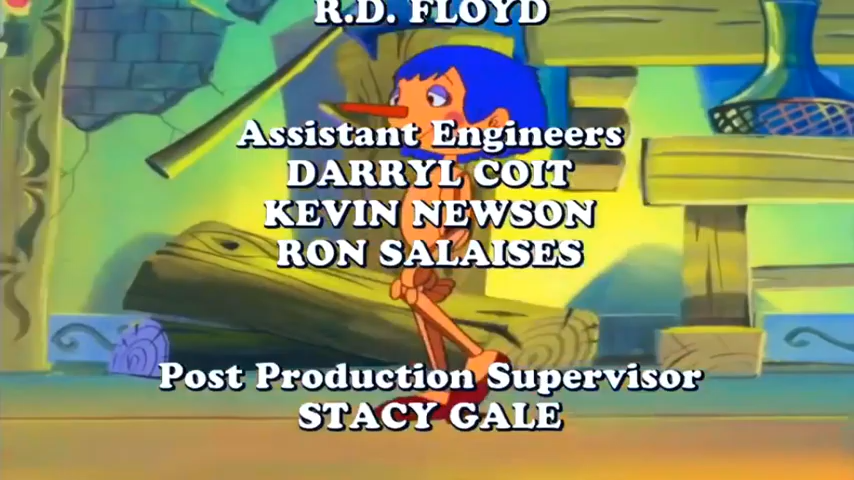 R.D. FLOYD
Assistant Engineers
DARRYL COIT
KEVIN NEWSON
RON SALAISES
Post Production Supervisor
STACY GALE